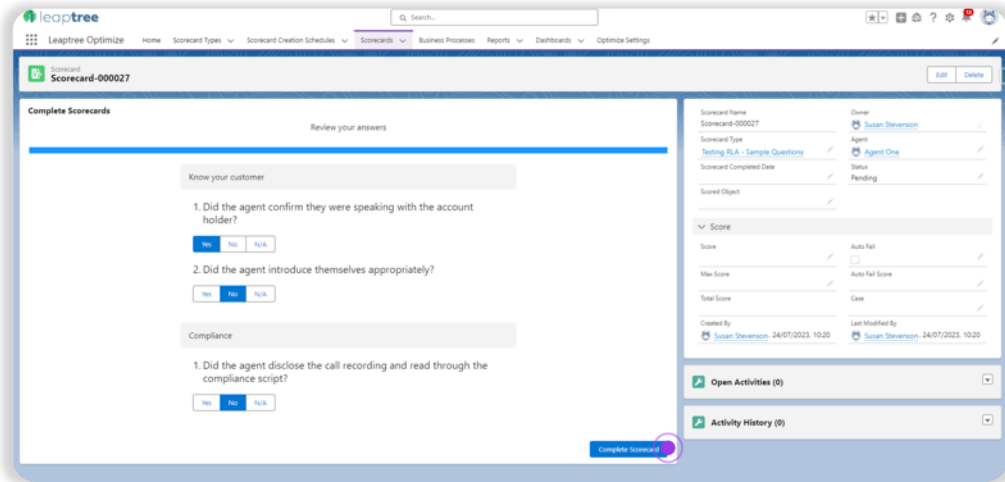 leaptree
Search...
12
Leaptree Optimize Home Scorecard Types Scorecard Creation Schedules Scorecards Business Processes Reports Dashboards Optimize Settings
Scorecard
Scorecard-000027
Edit Delete
Complete Scorecards
Review your answers
Know your customer
1. Did the agent confirm they were speaking with the account
holder?
Yes No N/A
2. Did the agent introduce themselves appropriately?
Yes No N/A
Compliance
1. Did the agent disclose the call recording and read through the
compliance script?
Yes No N/A
Complete Scorecard
Scorecard Name Owner
Scorecard-000027 Susan Stevenson
Scorecard Type Agent
Testing RLA - Sample Questions Agent One
Scorecard Completed Date Status
Pending
Scored Object
Score
Score Auto Fail
Max Score Auto Fail Score
Total Score Case
Created By Last Modified By
Susan Stevenson, 24/07/2023, 10:20 Susan Stevenson, 24/07/2023, 10:20
Open Activities (0)
Activity History (0)